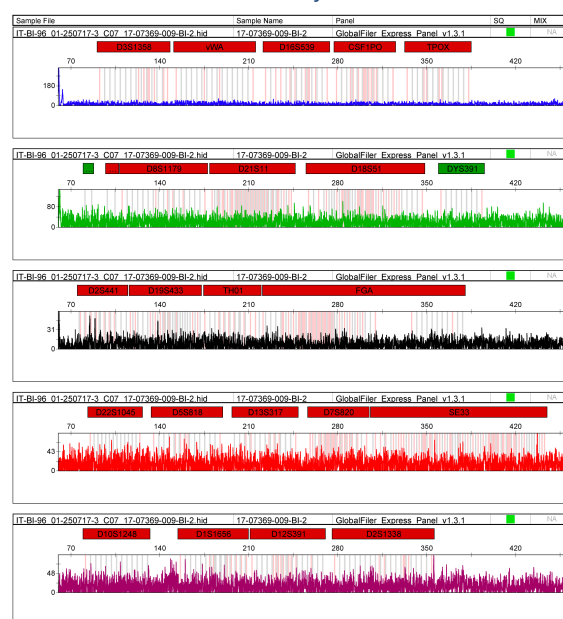 Sample File Sample Name Panel SQ MIX
IT-BI-96_01-250717-3_C07_17-07369-009-BI-2.hid 17-07369-009-BI-2 GlobalFiler_Express_Panel_v1.3.1 NA
D3S1358 vWA D16S539 CSF1PO TPOX
70 140 210 280 350 420
180
0
IT-BI-96_01-250717-3_C07_17-07369-009-BI-2.hid 17-07369-009-BI-2 GlobalFiler_Express_Panel_v1.3.1 NA
D8S1179 D21S11 D18S51 DYS391
70 140 210 280 350 420
80
0
IT-BI-96_01-250717-3_C07_17-07369-009-BI-2.hid 17-07369-009-BI-2 GlobalFiler_Express_Panel_v1.3.1 NA
D2S441 D19S433 TH01 FGA
70 140 210 280 350 420
31
0
IT-BI-96_01-250717-3_C07_17-07369-009-BI-2.hid 17-07369-009-BI-2 GlobalFiler_Express_Panel_v1.3.1 NA
D22S1045 D5S818 D13S317 D7S820 SE33
70 140 210 280 350 420
43
0
IT-BI-96_01-250717-3_C07_17-07369-009-BI-2.hid 17-07369-009-BI-2 GlobalFiler_Express_Panel_v1.3.1 NA
D10S1248 D1S1656 D12S391 D2S1338
70 140 210 280 350 420
48
0